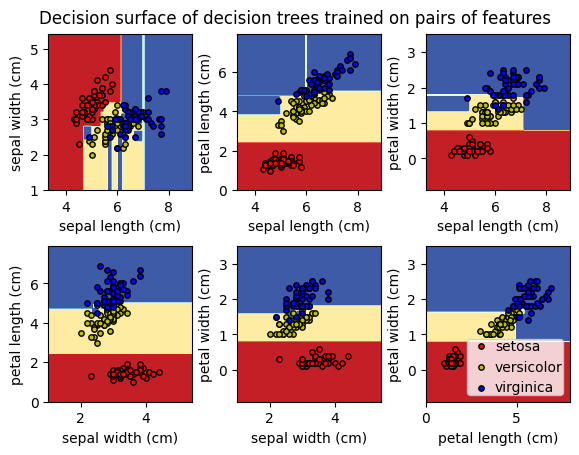 Decision surface of decision trees trained on pairs of features
sepal width (cm)
5
4
3
2
1
4
6
8
sepal length (cm)
petal length (cm)
6
4
2
0
4
6
8
sepal length (cm)
petal width (cm)
3
2
1
0
4
6
8
sepal length (cm)
petal length (cm)
6
4
2
0
2
4
sepal width (cm)
petal width (cm)
3
2
1
0
2
4
sepal width (cm)
petal width (cm)
3
2
1
0
0
5
petal length (cm)
setosa
versicolor
virginica